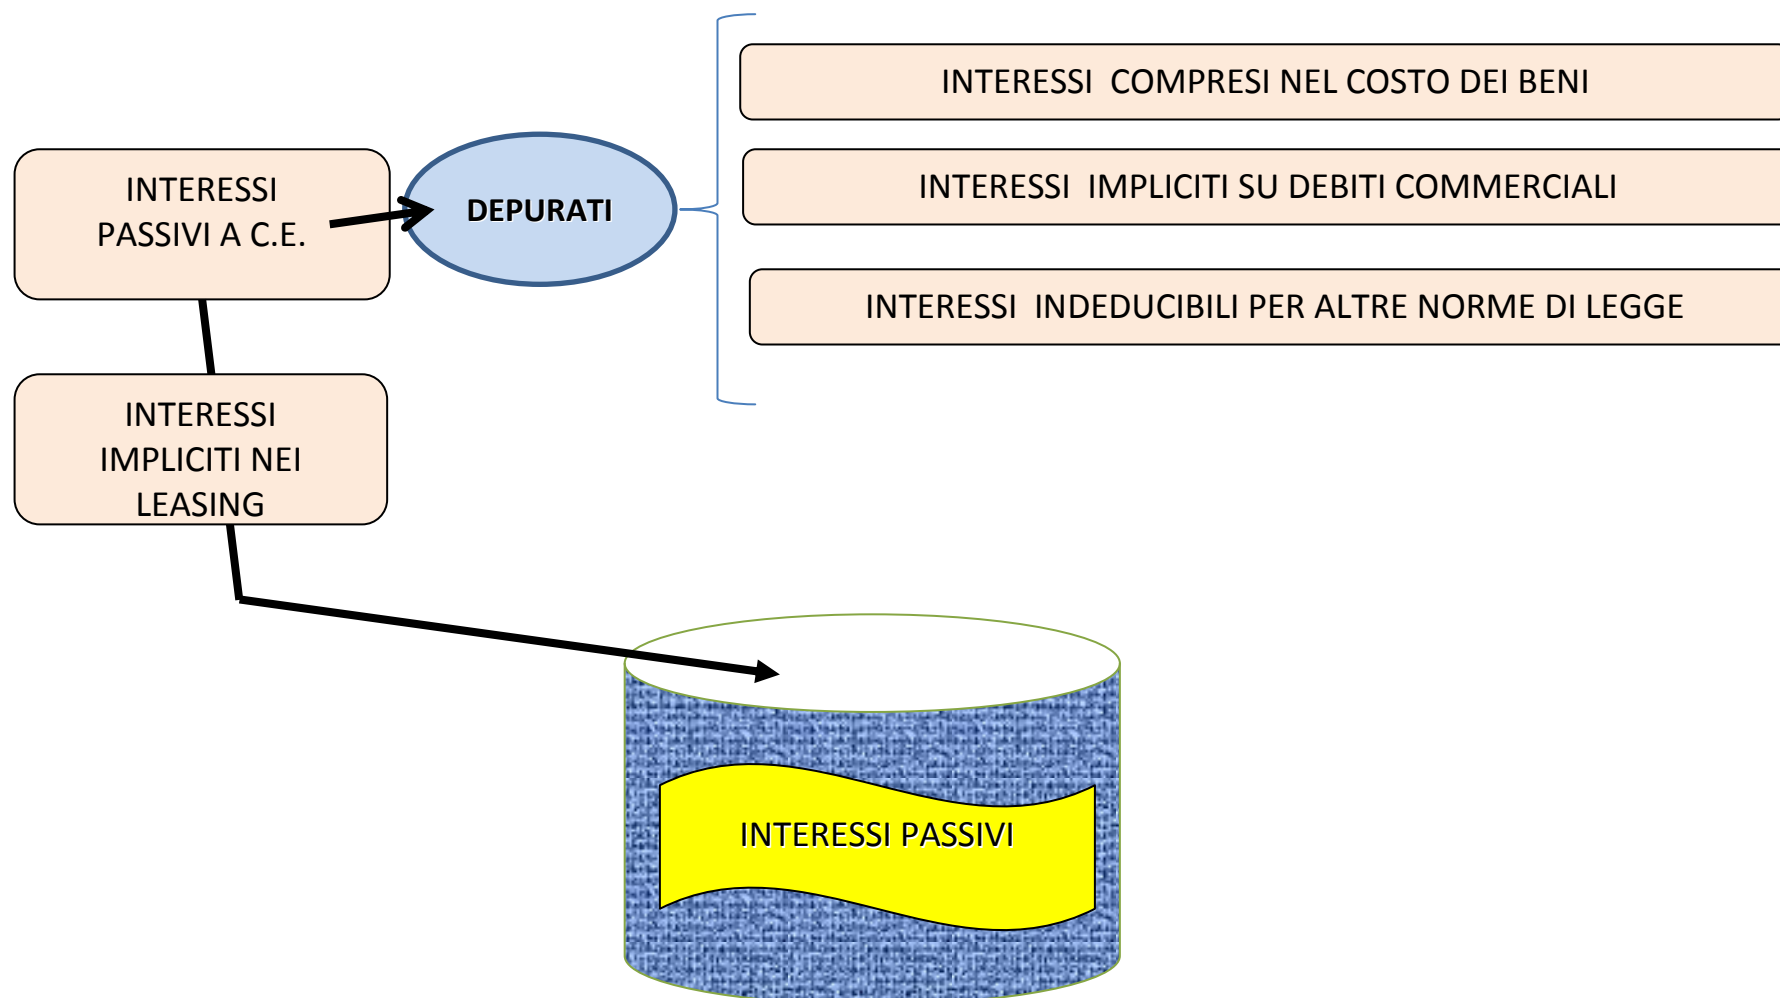 INTERESSI COMPRESI NEL COSTO DEI BENI
INTERESSI
PASSIVI A C.E.
DEPURATI
INTERESSI IMPLICITI SU DEBITI COMMERCIALI
INTERESSI INDEDUCIBILI PER ALTRE NORME DI LEGGE
INTERESSI
IMPLICITI NEI
LEASING
INTERESSI PASSIVI